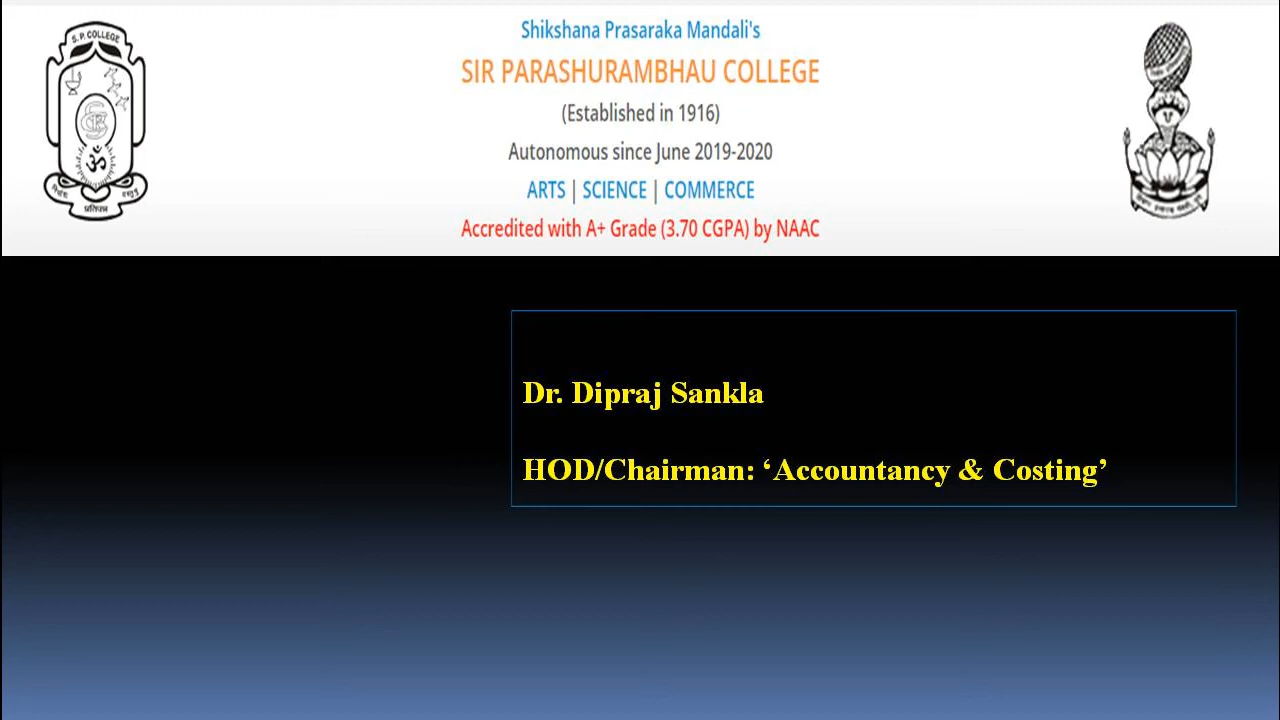 Shikshana Prasaraka Mandali's
SIR PARASHURAMBHAU COLLEGE
(Established in 1916)
Autonomous since June 2019-2020
ARTS | SCIENCE | COMMERCE
Accredited with A+ Grade (3.70 CGPA) by NAAC
S. P. COLLEGE
Dr. Dipraj Sankla
HOD/Chairman: ‘Accountancy & Costing’